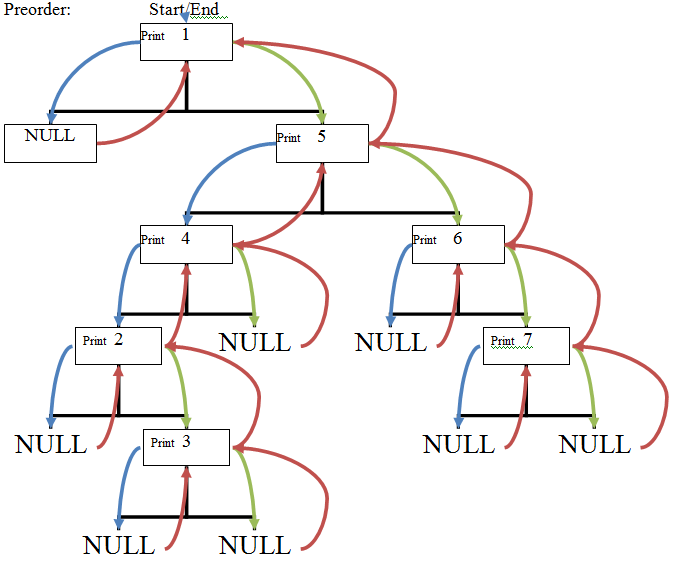 Preorder: Start/End
Print 1
NULL
Print 5
Print 4
Print 6
Print 2
NULL
NULL
Print 7
NULL
Print 3
NULL
NULL
NULL
NULL